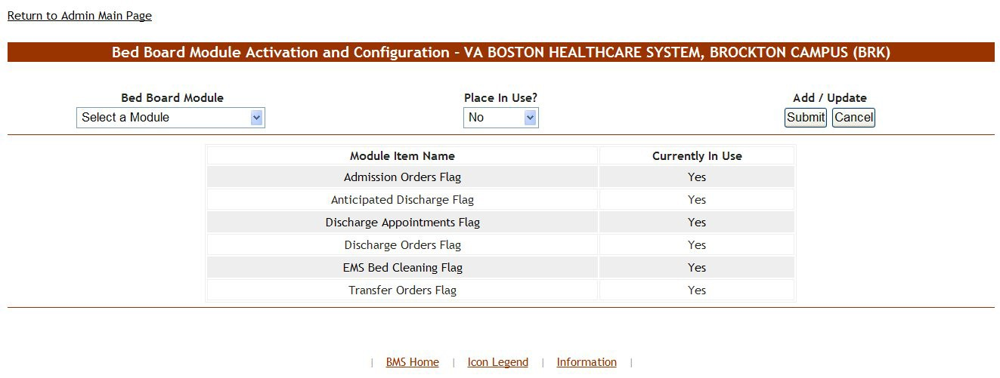 Return to Admin Main Page
Bed Board Module Activation and Configuration - VA BOSTON HEALTHCARE SYSTEM, BROCKTON CAMPUS (BRK)
Bed Board Module Place In Use? Add / Update
Select a Module No Submit Cancel
Module Item Name Currently In Use
Admission Orders Flag Yes
Anticipated Discharge Flag Yes
Discharge Appointments Flag Yes
Discharge Orders Flag Yes
EMS Bed Cleaning Flag Yes
Transfer Orders Flag Yes
| BMS Home | Icon Legend | Information |